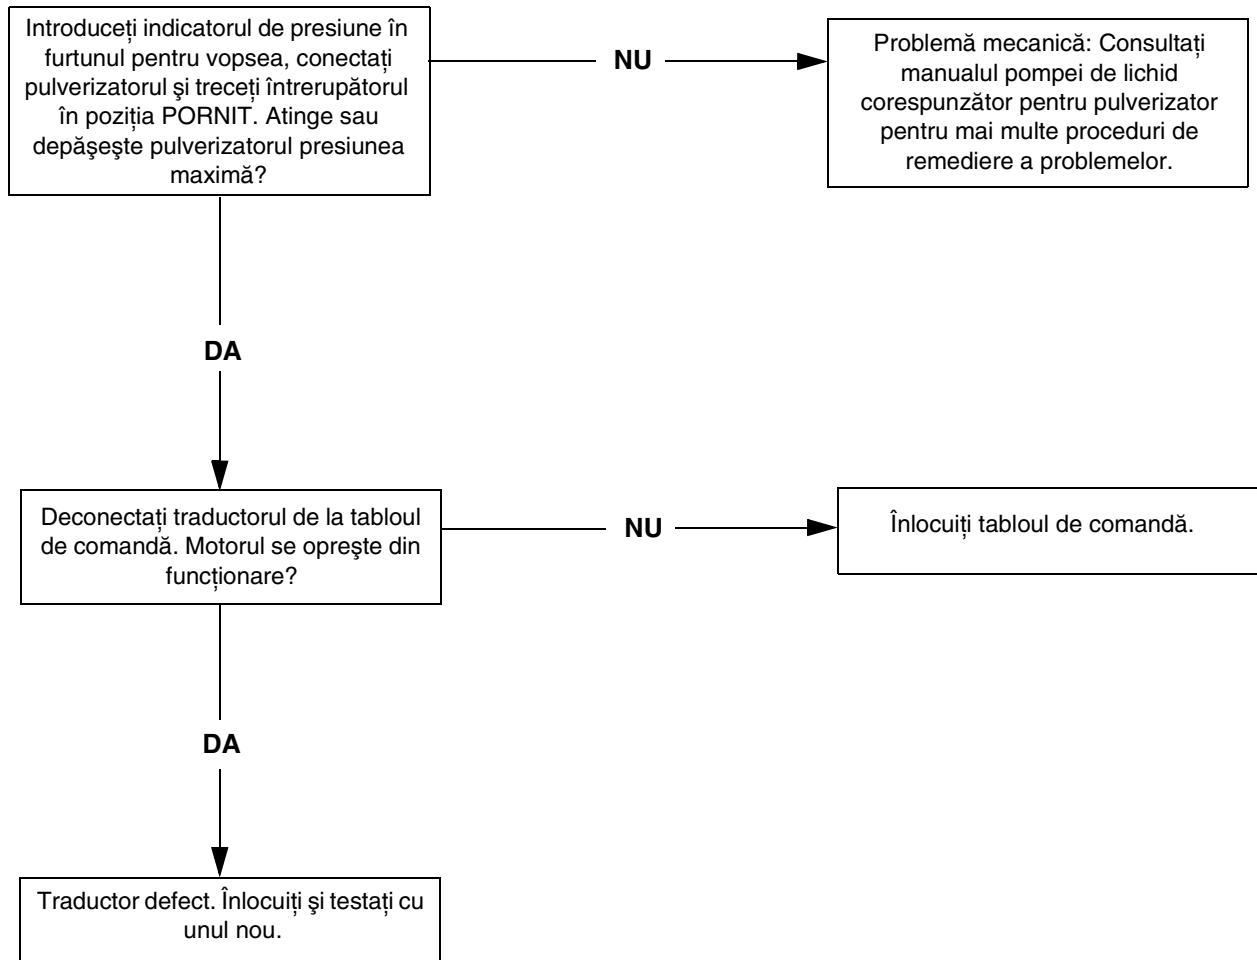 Introduceți indicatorul de presiune în
furtunul pentru vopsea, conectați
pulverizatorul şi treceți întrerupătorul
în poziția PORNIT. Atinge sau
depăşeşte pulverizatorul presiunea
maximă?
NU
Problemă mecanică: Consultați
manualul pompei de lichid
corespunzător pentru pulverizator
pentru mai multe proceduri de
remediere a problemelor.
DA
Deconectați traductorul de la tabloul
de comandă. Motorul se opreşte din
funcționare?
NU
Înlocuiți tabloul de comandă.
DA
Traductor defect. Înlocuiți şi testați cu
unul nou.